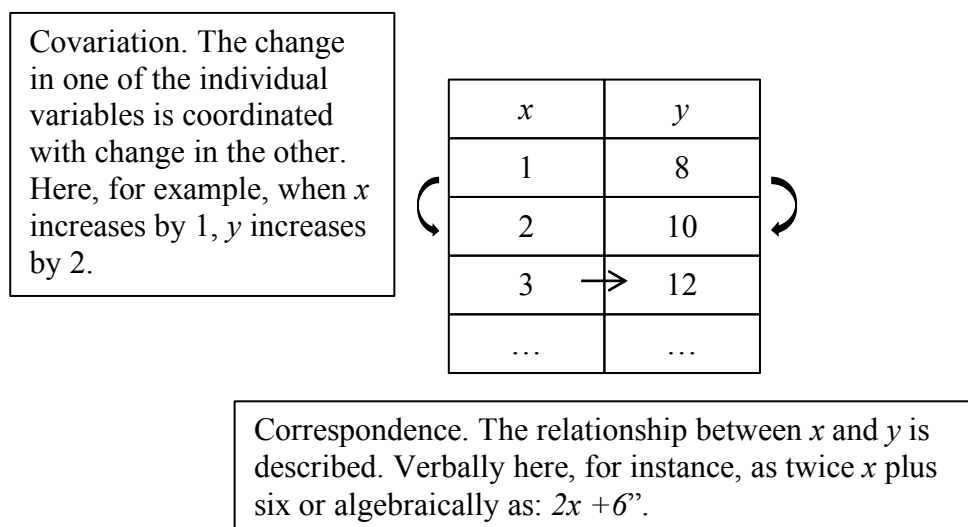 Covariation. The change
in one of the individual
variables is coordinated
with change in the other.
Here, for example, when x
increases by 1, y increases
by 2.
x y
1 8
2 10
3 12
… …
Correspondence. The relationship between x and y is
described. Verbally here, for instance, as twice x plus
six or algebraically as: 2x +6”.